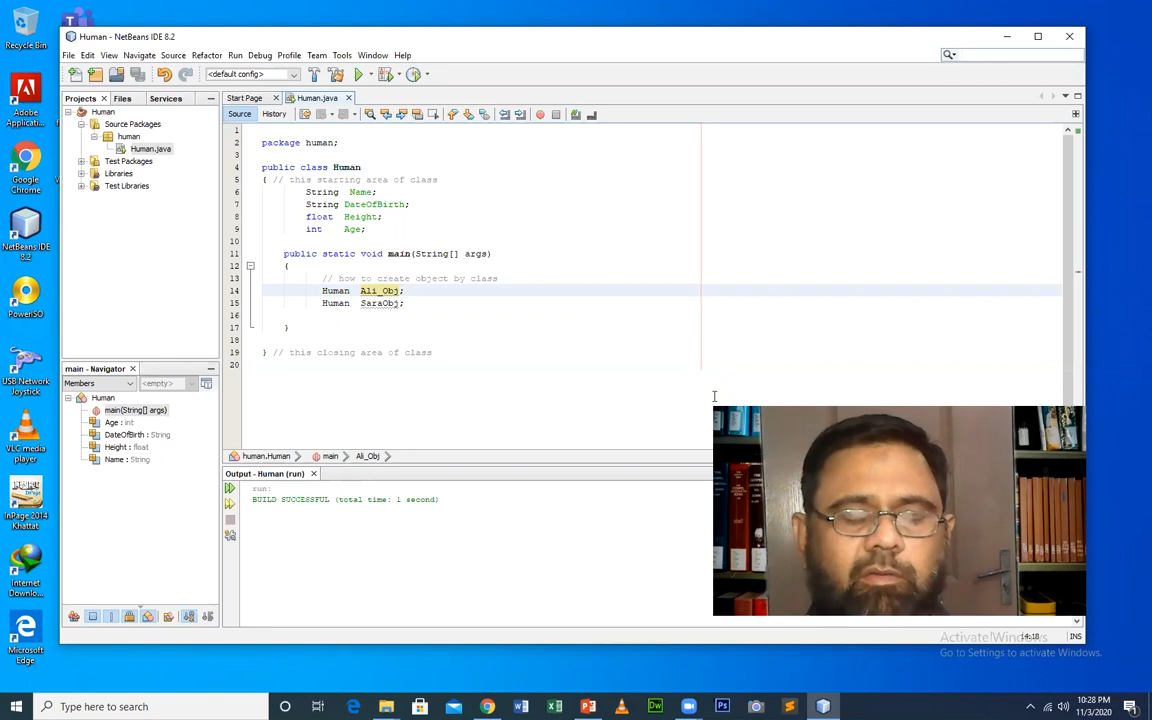 Recycle Bin
Human - NetBeans IDE 8.2
File Edit View Navigate Source Refactor Run Debug Profile Team Tools Window Help
<default config>
Projects Files Services
Human
Source Packages
human
Human.java
Test Packages
Libraries
Test Libraries
Start Page Human.java
Source History
1
2 package human;
3
4 public class Human
5 { // this starting area of class
6 String Name;
7 String DateOfBirth;
8 float Height;
9 int Age;
10
11 public static void main(String[] args)
12 {
13 // how to create object by class
14 Human Ali_Obj;
15 Human SaraObj;
16
17 }
18
19 } // this closing area of class
20
main - Navigator
Members <empty>
Human
main(String[] args)
Age : int
DateOfBirth : String
Height : float
Name : String
human.Human main Ali_Obj
Output - Human (run)
run:
BUILD SUCCESSFUL (total time: 1 second)
14:18 INS
Adobe
Applicati...
Google
Chrome
NetBeans IDE
8.2
PowerISO
USB Network
Joystick
VLC media
player
InPage 2014
Khattat
Internet
Downlo...
Microsoft
Edge
Activate Windows
Go to Settings to activate Windows.
Type here to search
10:28 PM
11/3/2020